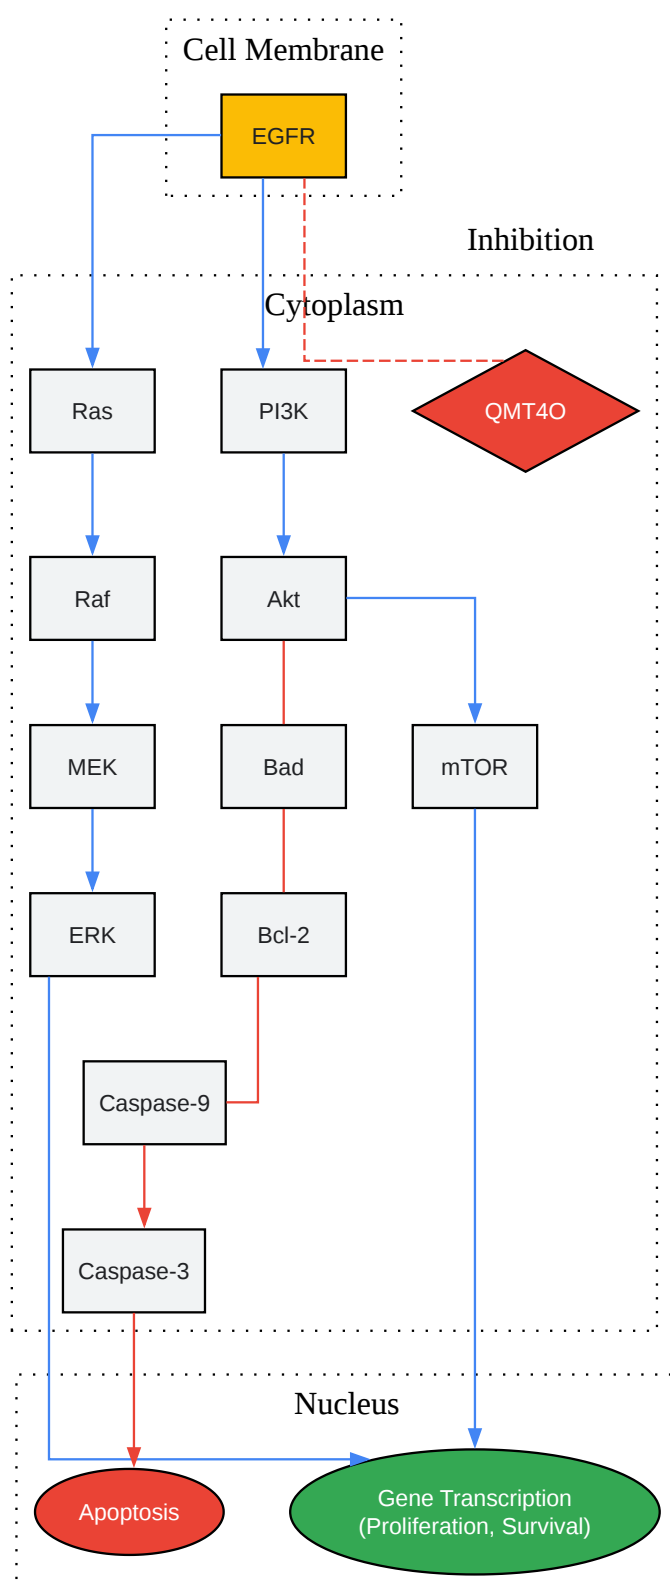 Cell Membrane
EGFR
Inhibition
Cytoplasm
Ras
PI3K
QMT4O
Raf
Akt
MEK
Bad
mTOR
ERK
Bcl-2
Caspase-9
Caspase-3
Nucleus
Apoptosis
Gene Transcription
(Proliferation, Survival)